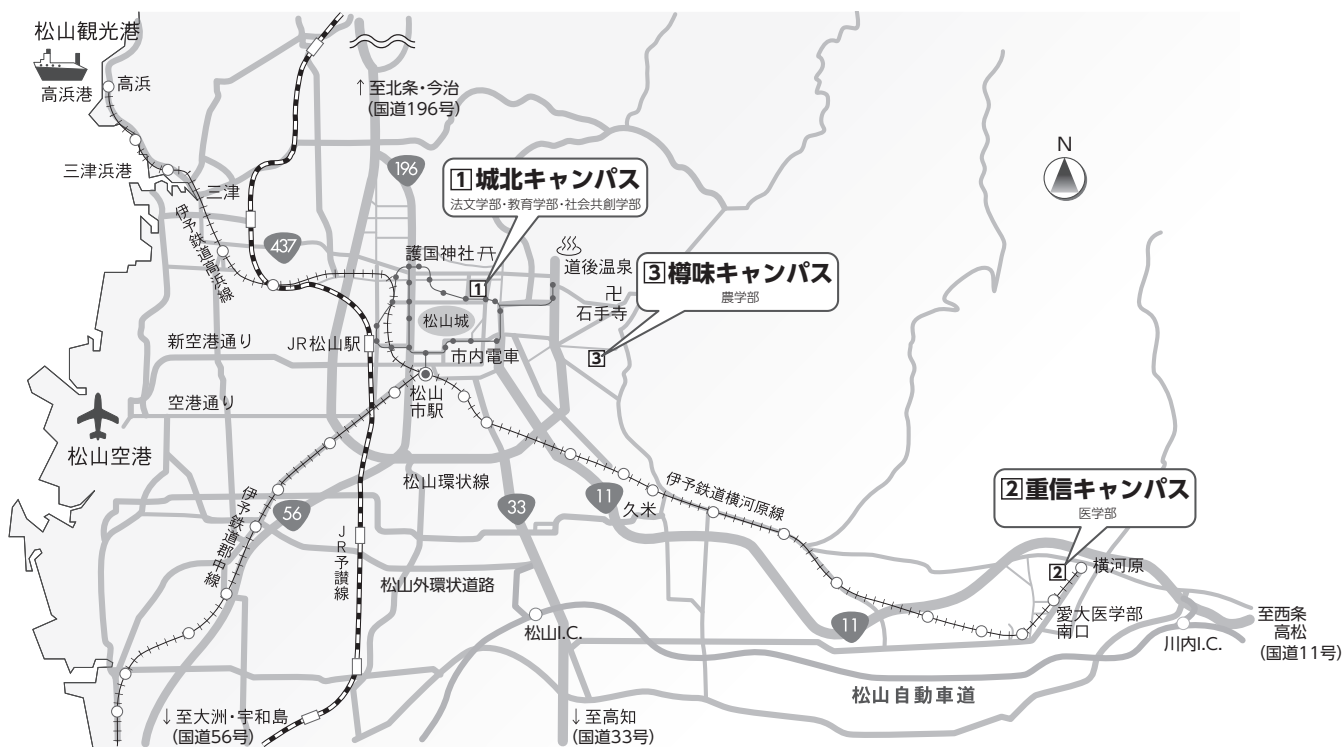 松山観光港
高浜
高浜港
↑至北条・今治
(国道196号)
N
三津浜港
三津
196
1 城北キャンパス
法文学部・教育学部・社会共創学部
伊予鉄道高浜線
437
護国神社
道後温泉
3 樽味キャンパス
農学部
1
石手寺
松山城
新空港通り
JR松山駅
市内電車
3
松山
市駅
空港通り
松山空港
松山環状線
伊予鉄道横河原線
2 重信キャンパス
医学部
56
33
11
久米
伊予鉄道郡中線
JR予讃線
松山外環状道路
2
横河原
愛大医学部
南口
松山I.C.
11
川内I.C.
至西条
高松
(国道11号)
松山自動車道
↓至大洲・宇和島
(国道56号)
↓至高知
(国道33号)